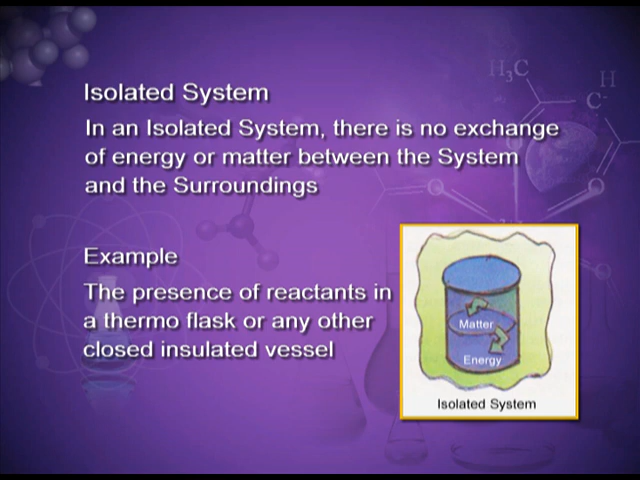 Isolated System
In an Isolated System, there is no exchange
of energy or matter between the System
and the Surroundings
Example
The presence of reactants in
a thermo flask or any other
closed insulated vessel
Matter
Energy
Isolated System
H3C
H
C